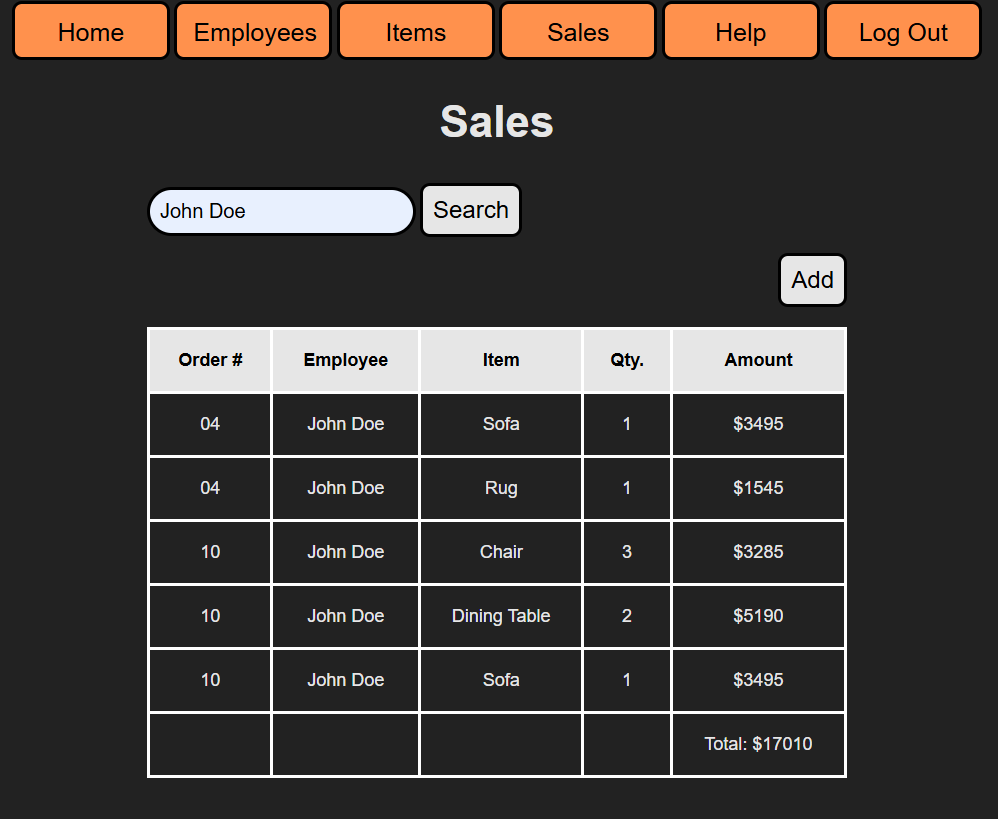 Home Employees Items Sales Help Log Out
Sales
John Doe Search
Add
Order # Employee Item Qty. Amount
04 John Doe Sofa 1 $3495
04 John Doe Rug 1 $1545
10 John Doe Chair 3 $3285
10 John Doe Dining Table 2 $5190
10 John Doe Sofa 1 $3495
Total: $17010